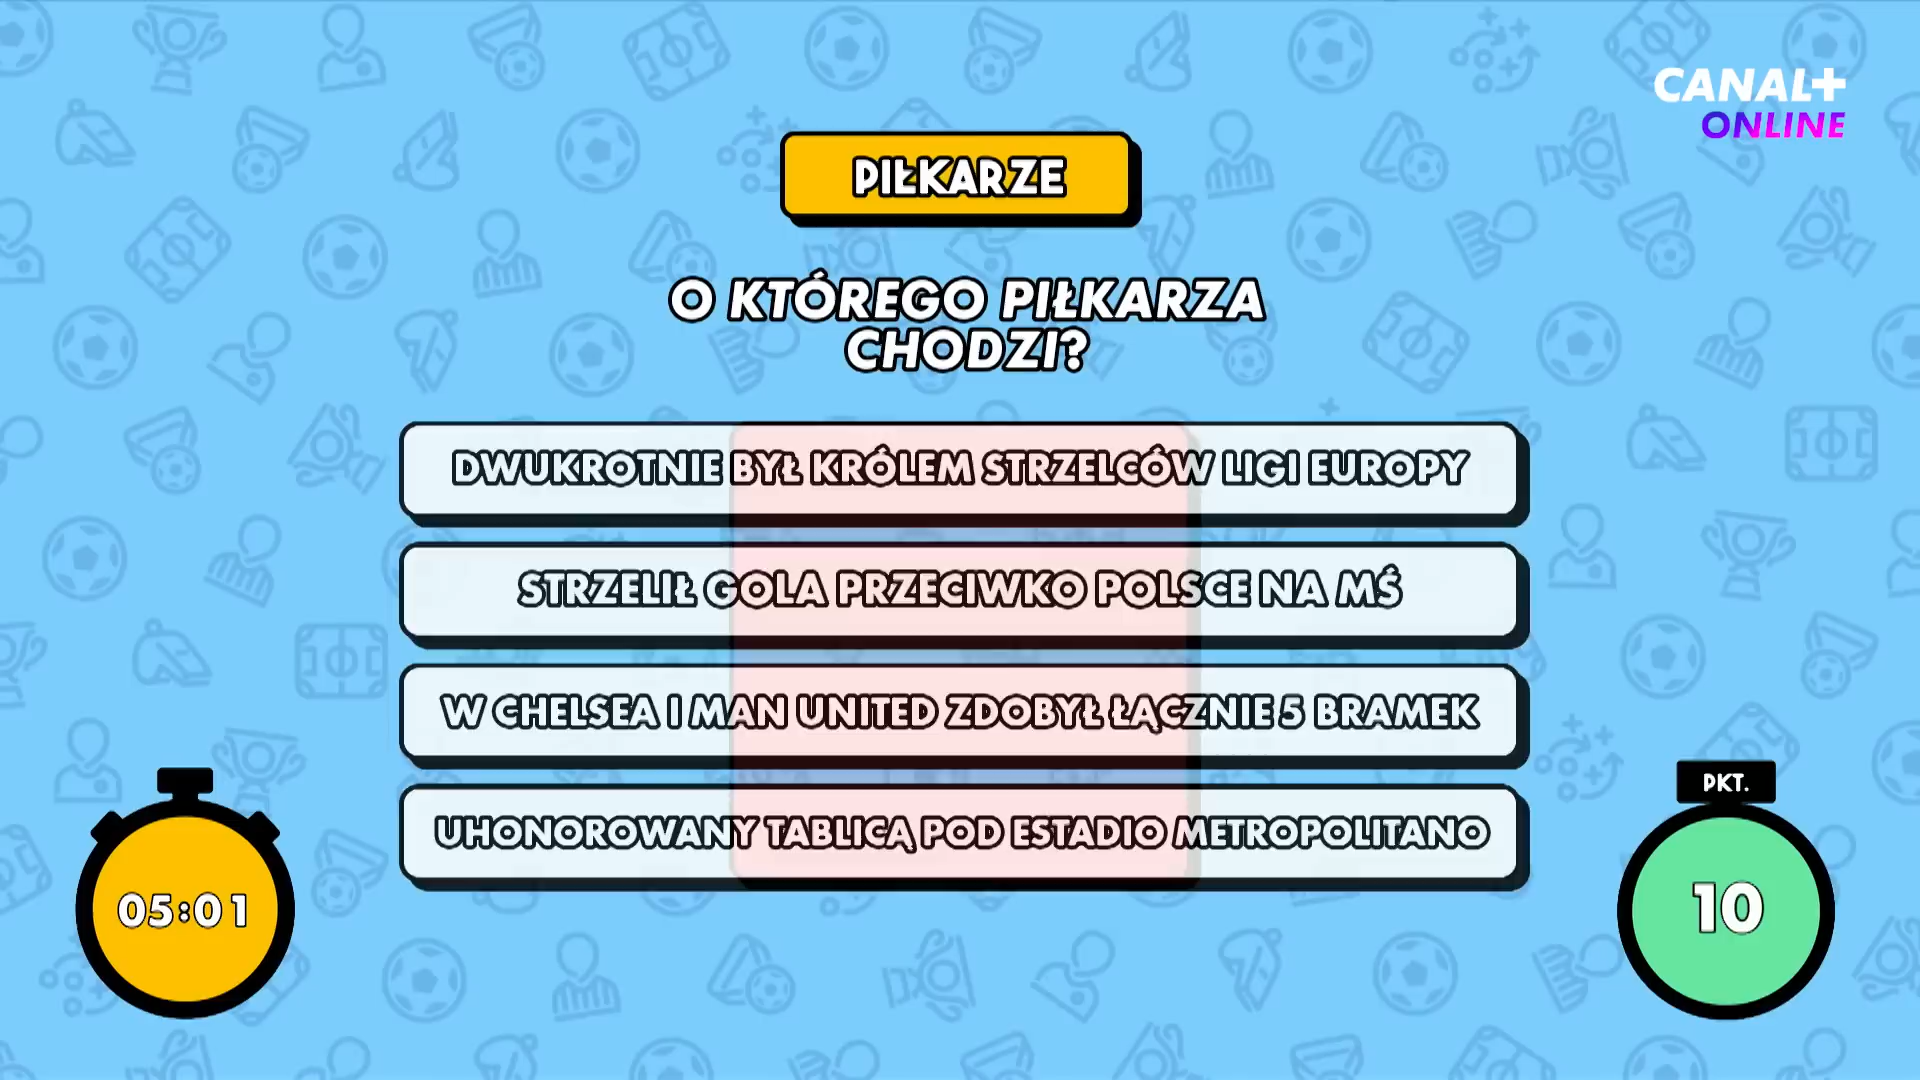 CANAL+
ONLINE
PIŁKARZE
O KTÓREGO PIŁKARZA
CHODZI?
DWUKROTNIE BYŁ KRÓLEM STRZELCÓW LIGI EUROPY
STRZELIŁ GOLA PRZECIWKO POLSCE NA MŚ
W CHELSEA I MAN UNITED ZDOBYŁ ŁĄCZNIE 5 BRAMEK
UHONOROWANY TABLICĄ POD ESTADIO METROPOLITANO
PKT.
05:01
10